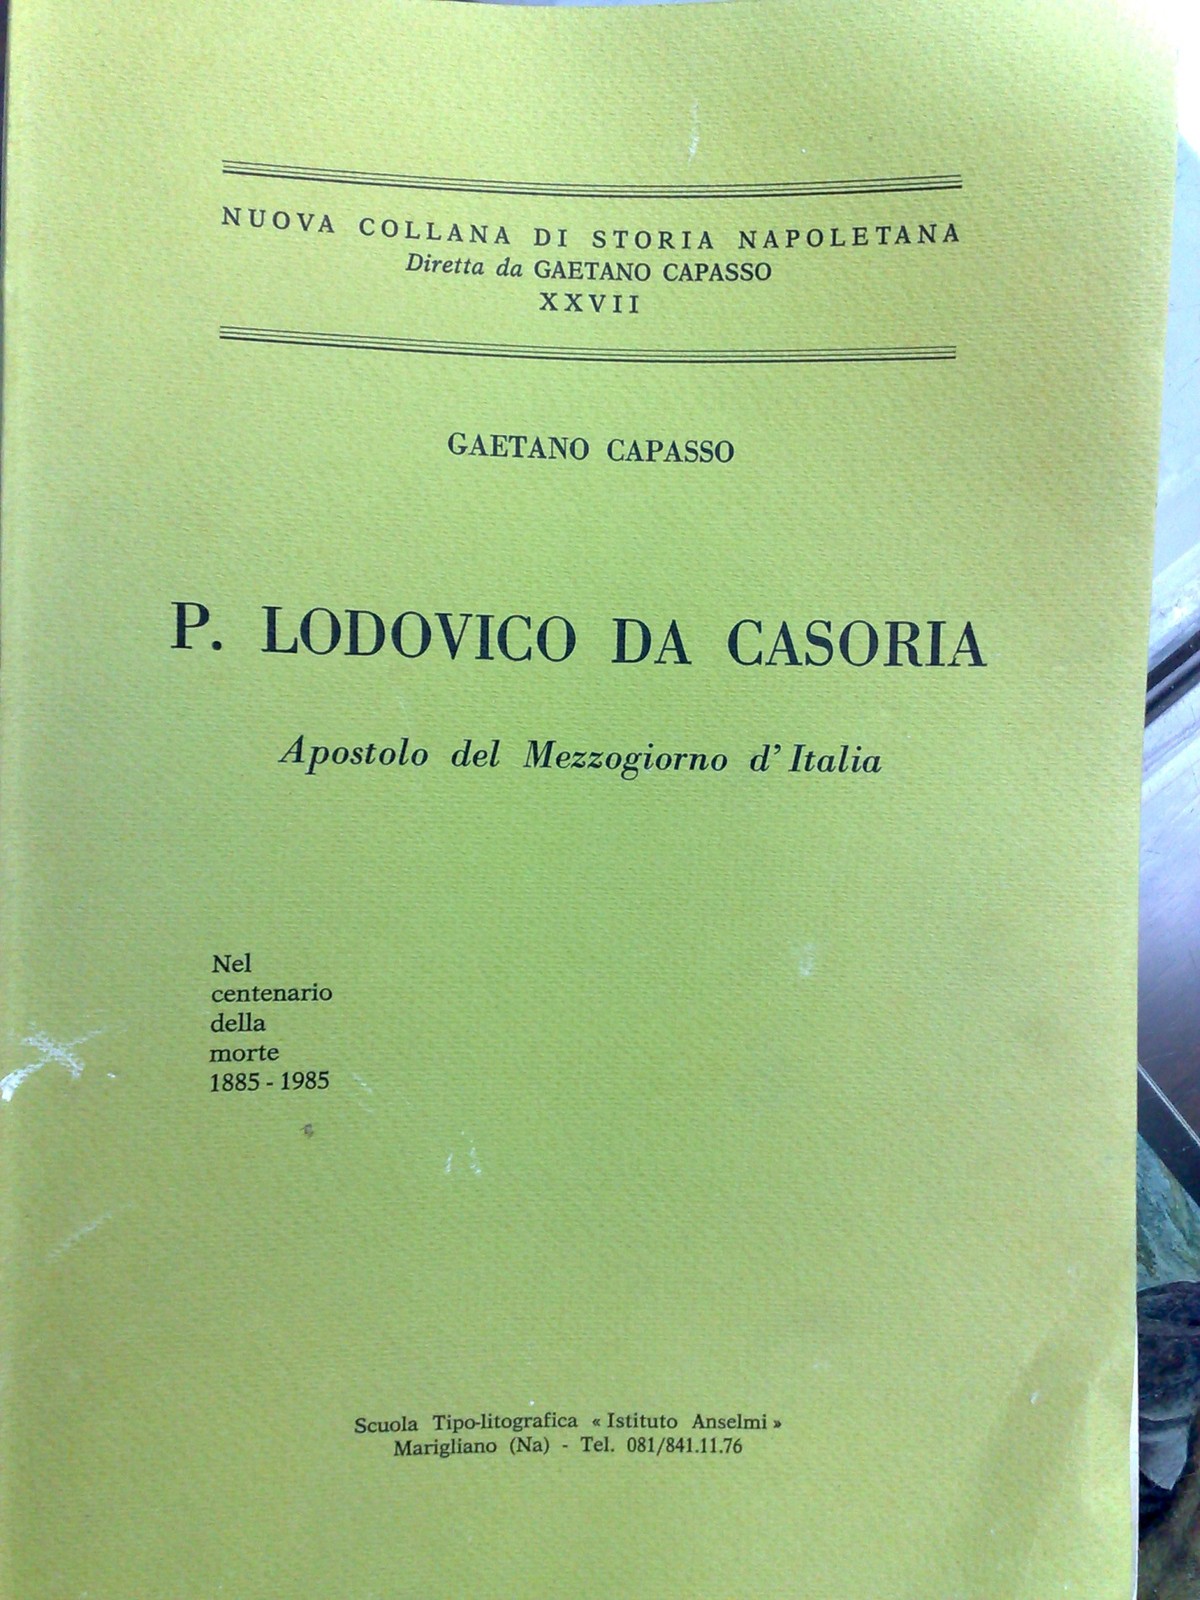 NUOVA COLLANA DI STORIA NAPOLETANA
Diretta da GAETANO CAPASSO
XXVII
GAETANO CAPASSO
P. LODOVICO DA CASORIA
Apostolo del Mezzogiorno d' Italia
Nel
centenario
della
morte
1885 - 1985
Scuola Tipo-litografica « Istituto Anselmi »
Marigliano (Na) - Tel. 081/841.11.76